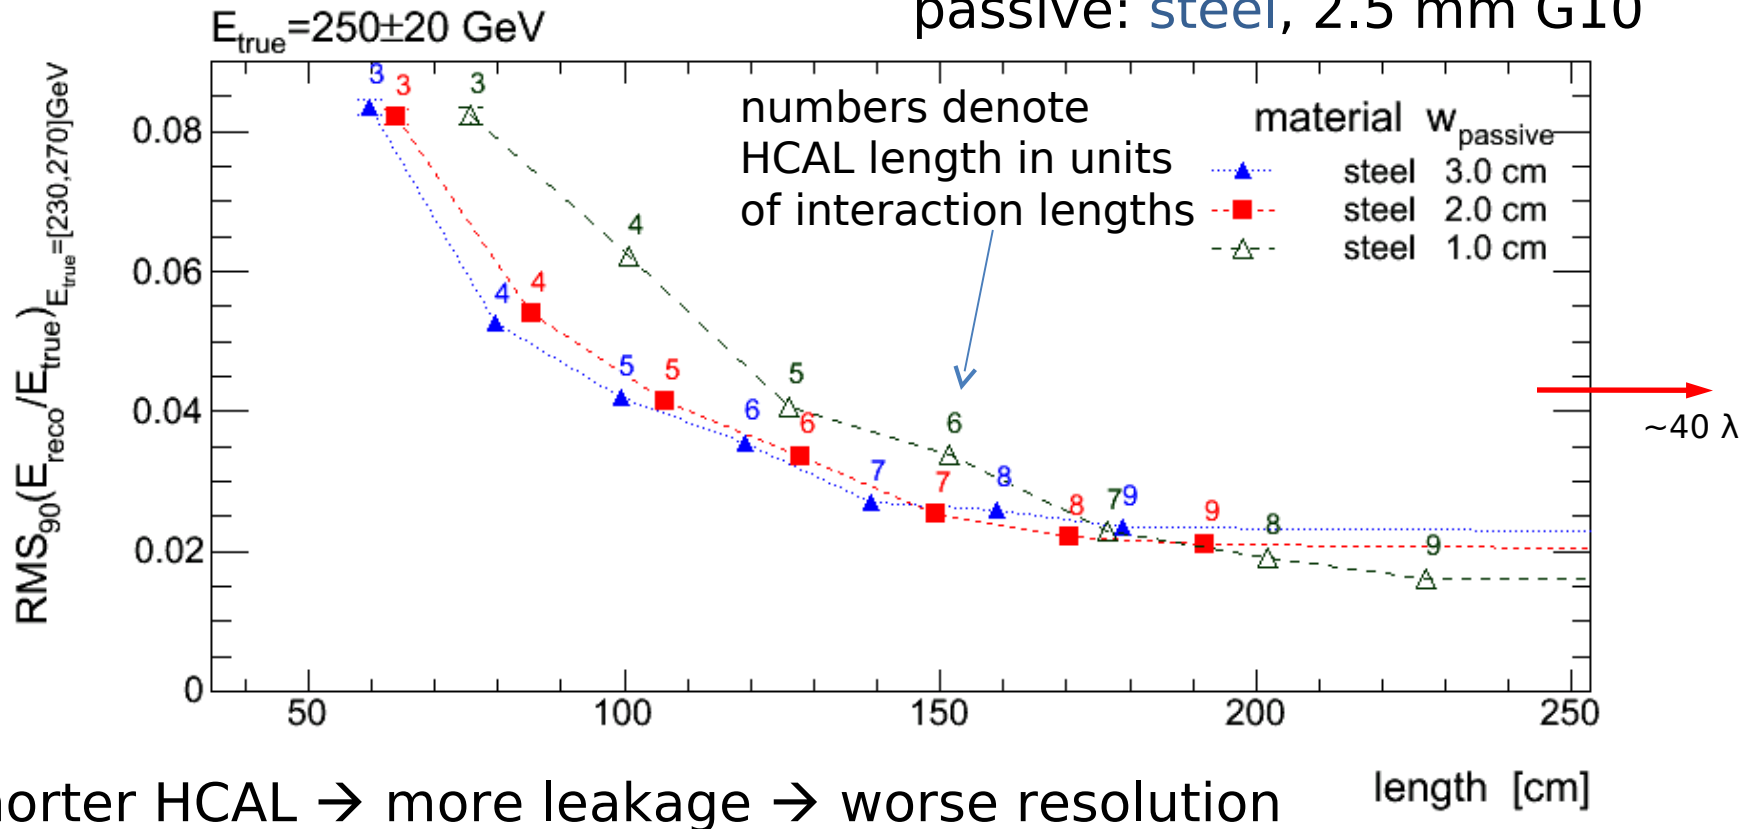 passive: steel, 2.5 mm G10
E_true=250±20 GeV
RMS_90(E_reco/E_true)_E_true=[230,270]GeV
0.08
0.06
0.04
0.02
0
3 3 3
4
4
4
5
5
5
6
6
6
7
7
8
8
7
9
9
8
9
numbers denote
HCAL length in units
of interaction lengths
material w_passive
steel 3.0 cm
steel 2.0 cm
steel 1.0 cm
~40 λ
50 100 150 200 250
length [cm]
orter HCAL → more leakage → worse resolution